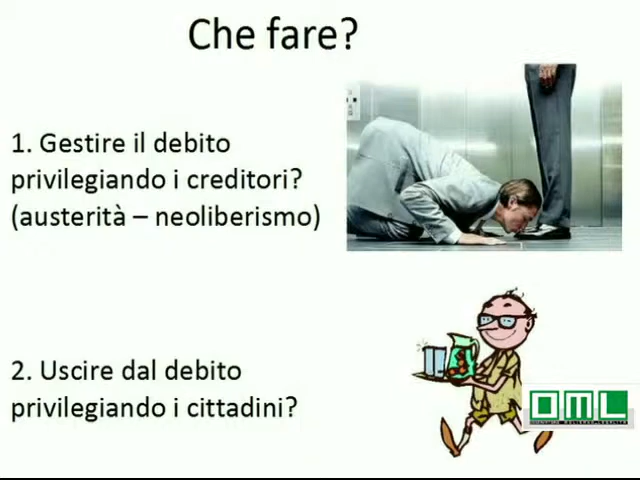 Che fare?
1. Gestire il debito
privilegiando i creditori?
(austerità – neoliberismo)
2. Uscire dal debito
privilegiando i cittadini?
OML